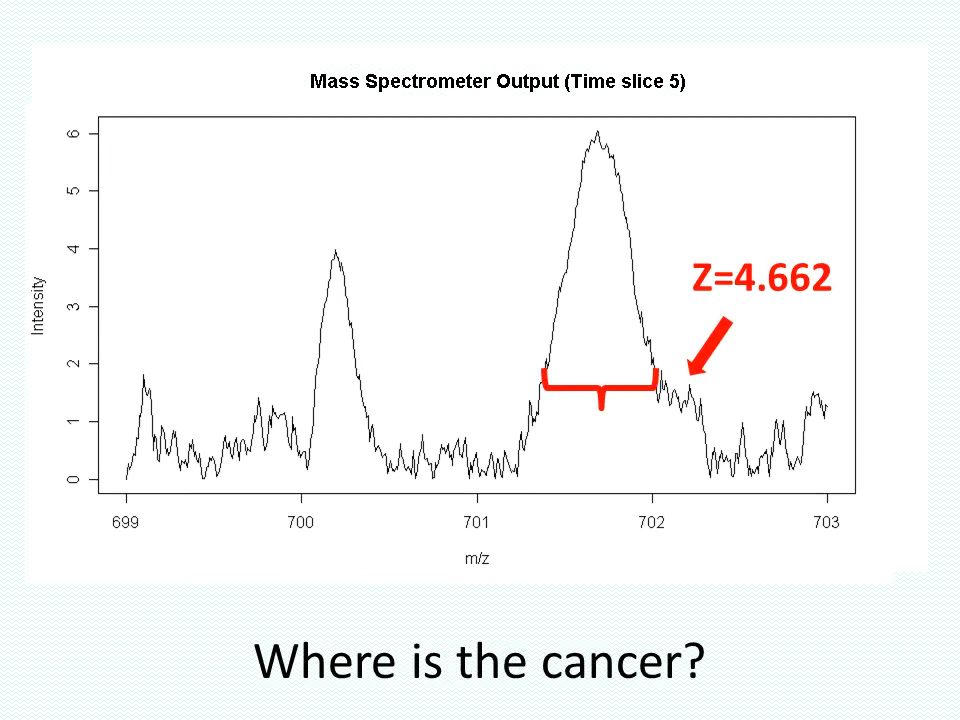 Mass Spectrometer Output (Time slice 5)
6
5
4
3
2
1
0
Intensity
Z=4.662
699 700 701 702 703
m/z
Where is the cancer?